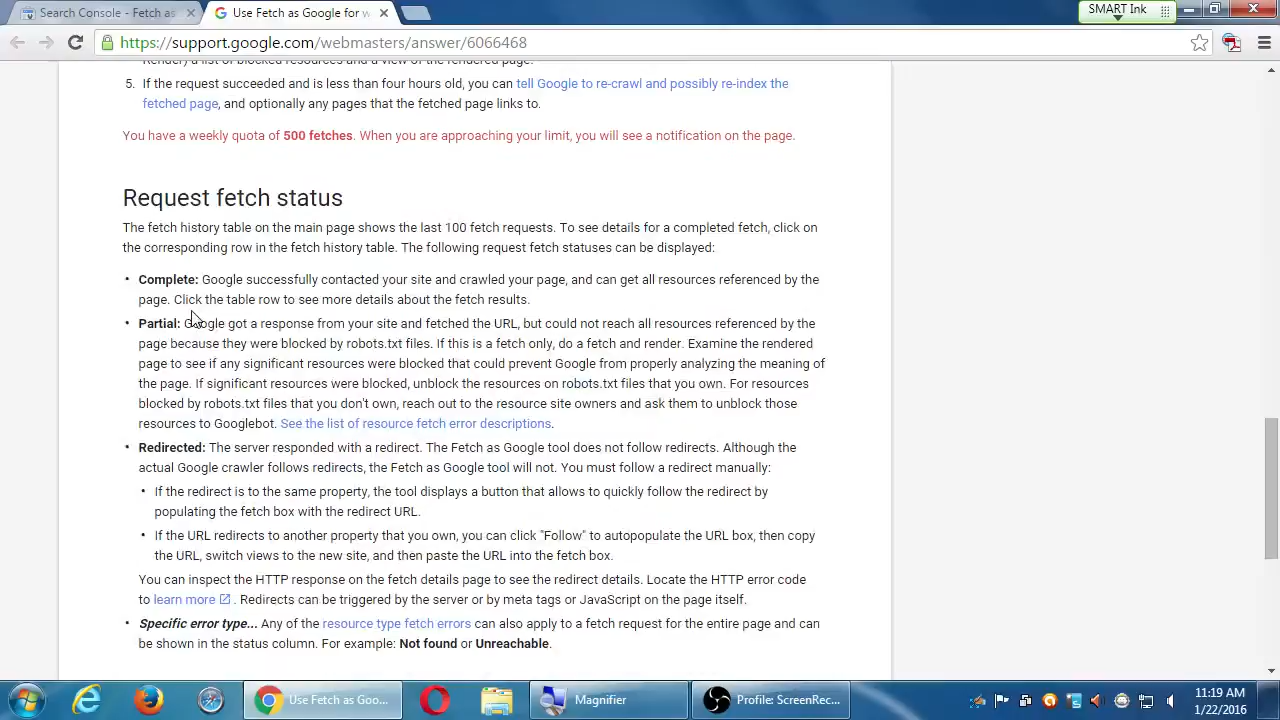 Search Console - Fetch as
Use Fetch as Google for w
SMART Ink
https://support.google.com/webmasters/answer/6066468
Render) a list of blocked resources and a view of the rendered page.
5. If the request succeeded and is less than four hours old, you can tell Google to re-crawl and possibly re-index the
fetched page, and optionally any pages that the fetched page links to.
You have a weekly quota of 500 fetches. When you are approaching your limit, you will see a notification on the page.
Request fetch status
The fetch history table on the main page shows the last 100 fetch requests. To see details for a completed fetch, click on
the corresponding row in the fetch history table. The following request fetch statuses can be displayed:
• Complete: Google successfully contacted your site and crawled your page, and can get all resources referenced by the
page. Click the table row to see more details about the fetch results.
• Partial: Google got a response from your site and fetched the URL, but could not reach all resources referenced by the
page because they were blocked by robots.txt files. If this is a fetch only, do a fetch and render. Examine the rendered
page to see if any significant resources were blocked that could prevent Google from properly analyzing the meaning of
the page. If significant resources were blocked, unblock the resources on robots.txt files that you own. For resources
blocked by robots.txt files that you don't own, reach out to the resource site owners and ask them to unblock those
resources to Googlebot. See the list of resource fetch error descriptions.
• Redirected: The server responded with a redirect. The Fetch as Google tool does not follow redirects. Although the
actual Google crawler follows redirects, the Fetch as Google tool will not. You must follow a redirect manually:
• If the redirect is to the same property, the tool displays a button that allows to quickly follow the redirect by
populating the fetch box with the redirect URL.
• If the URL redirects to another property that you own, you can click "Follow" to autopopulate the URL box, then copy
the URL, switch views to the new site, and then paste the URL into the fetch box.
You can inspect the HTTP response on the fetch details page to see the redirect details. Locate the HTTP error code
to learn more . Redirects can be triggered by the server or by meta tags or JavaScript on the page itself.
• Specific error type... Any of the resource type fetch errors can also apply to a fetch request for the entire page and can
be shown in the status column. For example: Not found or Unreachable.
Use Fetch as Goo...
Magnifier
Profile: ScreenRec...
11:19 AM
1/22/2016